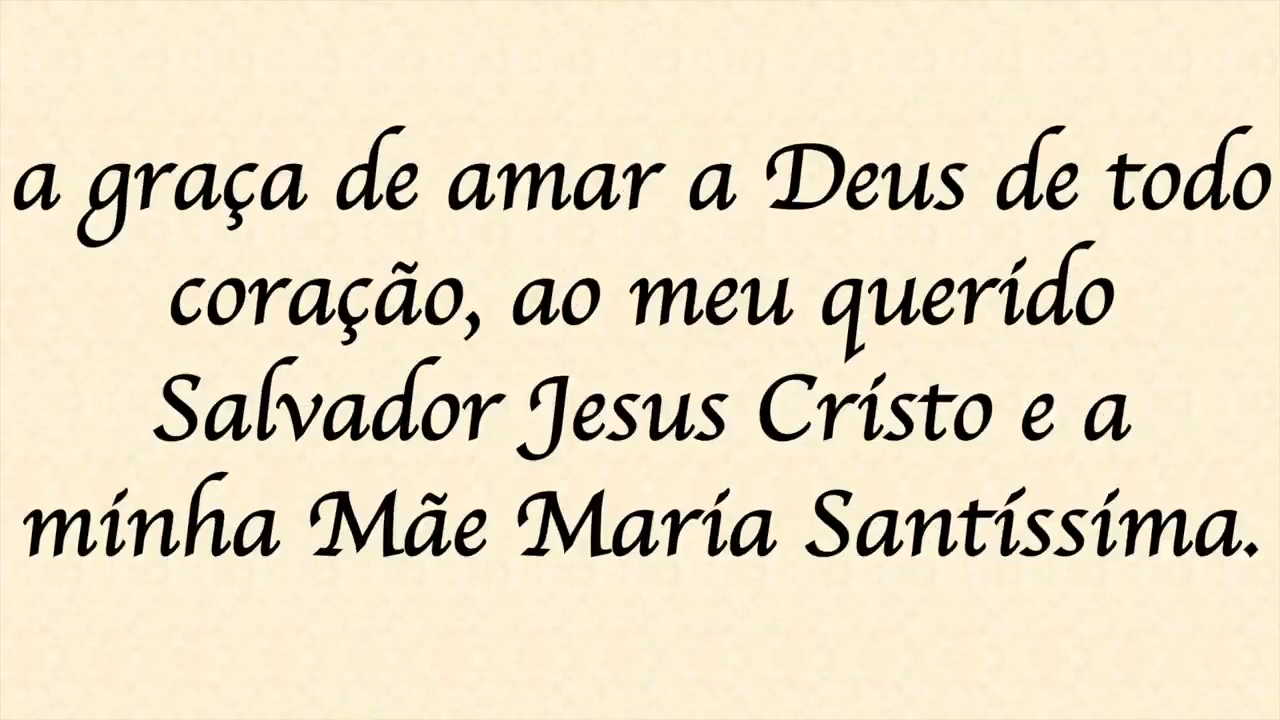 a graça de amar a Deus de todo
coração, ao meu querido
Salvador Jesus Cristo e a
minha Mãe Maria Santíssima.